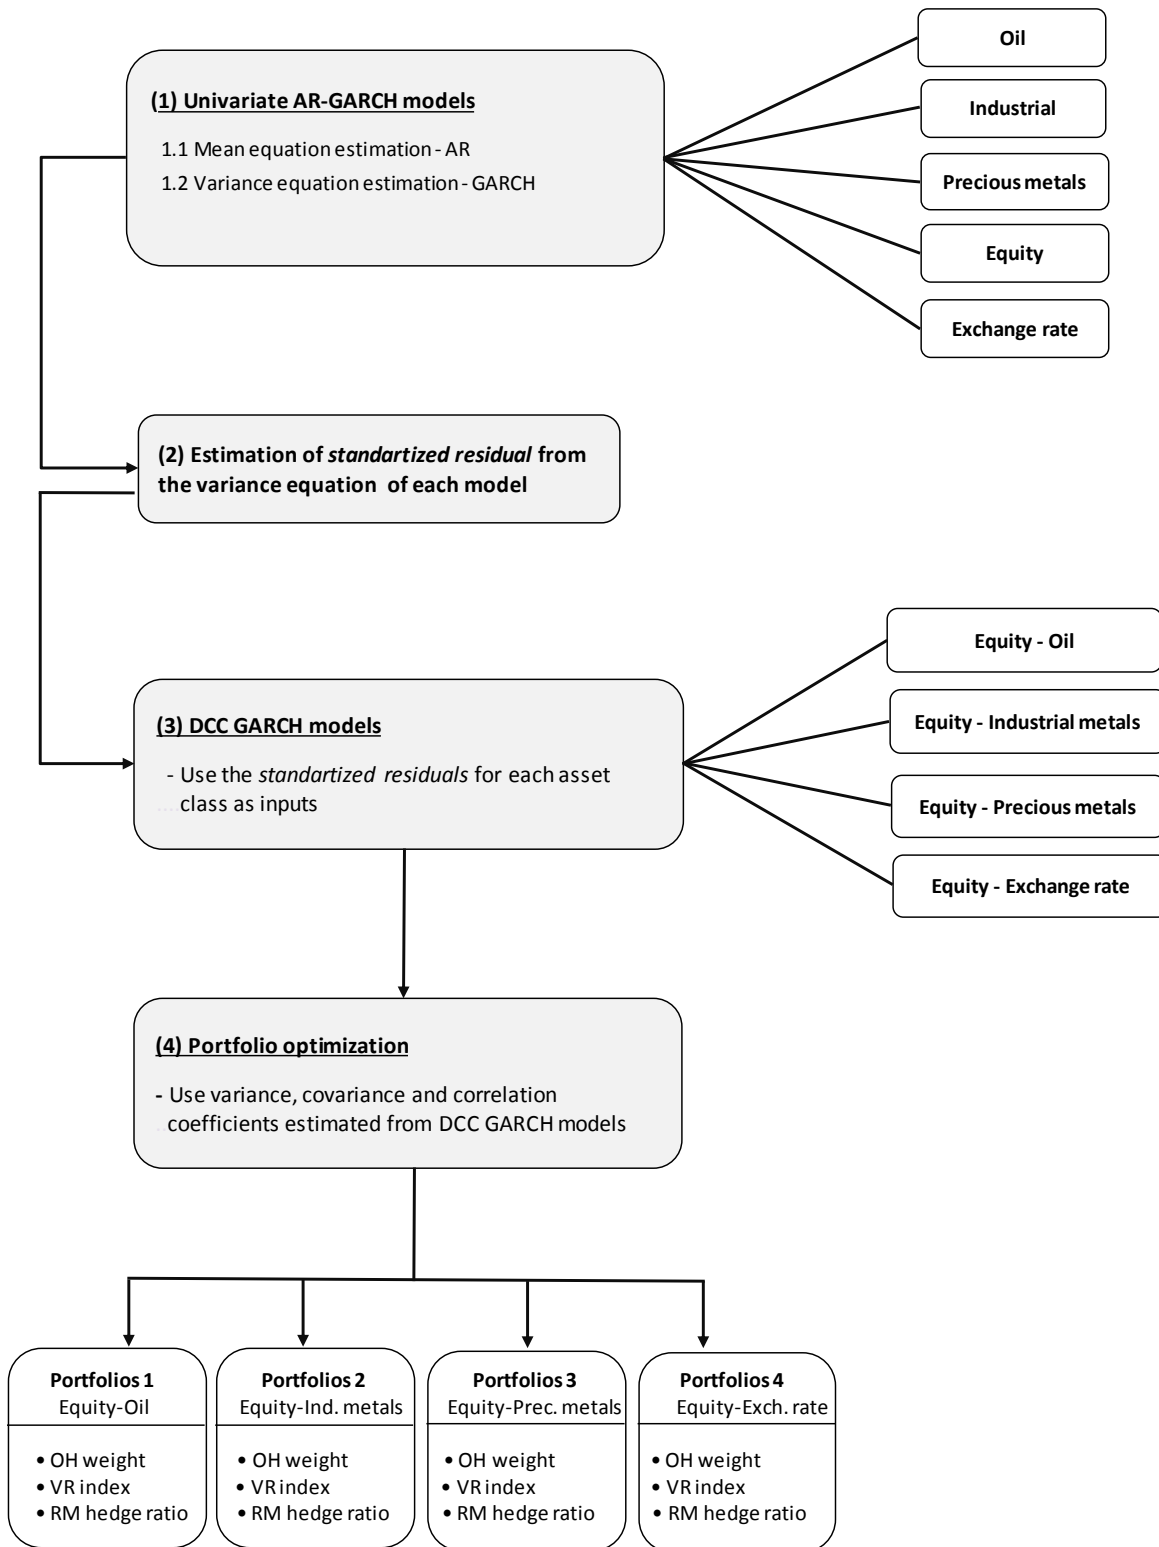 (1) Univariate AR-GARCH models
1.1 Mean equation estimation - AR
1.2 Variance equation estimation - GARCH
Oil
Industrial
Precious metals
Equity
Exchange rate
(2) Estimation of standartized residual from
the variance equation of each model
(3) DCC GARCH models
- Use the standartized residuals for each asset
....class as inputs
Equity - Oil
Equity - Industrial metals
Equity - Precious metals
Equity - Exchange rate
(4) Portfolio optimization
- Use variance, covariance and correlation
..coefficients estimated from DCC GARCH models
Portfolios 1
Equity-Oil
• OH weight
• VR index
• RM hedge ratio
Portfolios 2
Equity-Ind. metals
• OH weight
• VR index
• RM hedge ratio
Portfolios 3
Equity-Prec. metals
• OH weight
• VR index
• RM hedge ratio
Portfolios 4
Equity-Exch. rate
• OH weight
• VR index
• RM hedge ratio